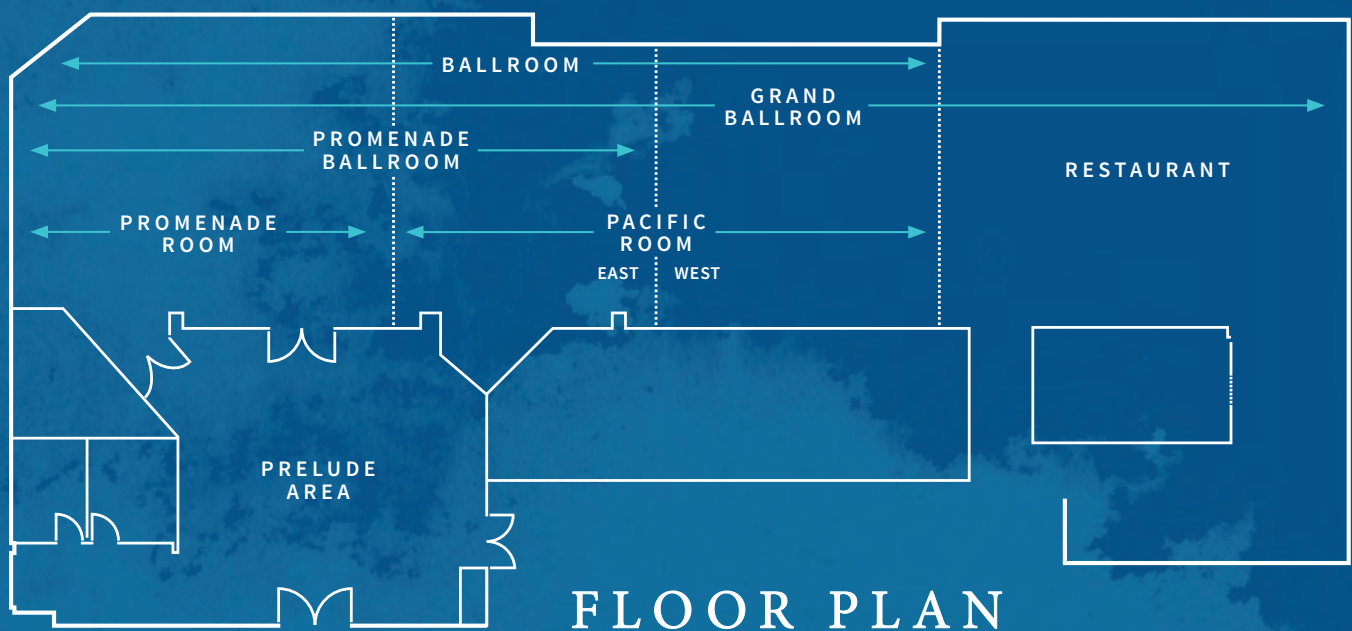 BALLROOM
GRAND
BALLROOM
PROMENADE
BALLROOM
RESTAURANT
PROMENADE
ROOM
PACIFIC
ROOM
EAST WEST
PRELUDE
AREA
FLOOR PLAN